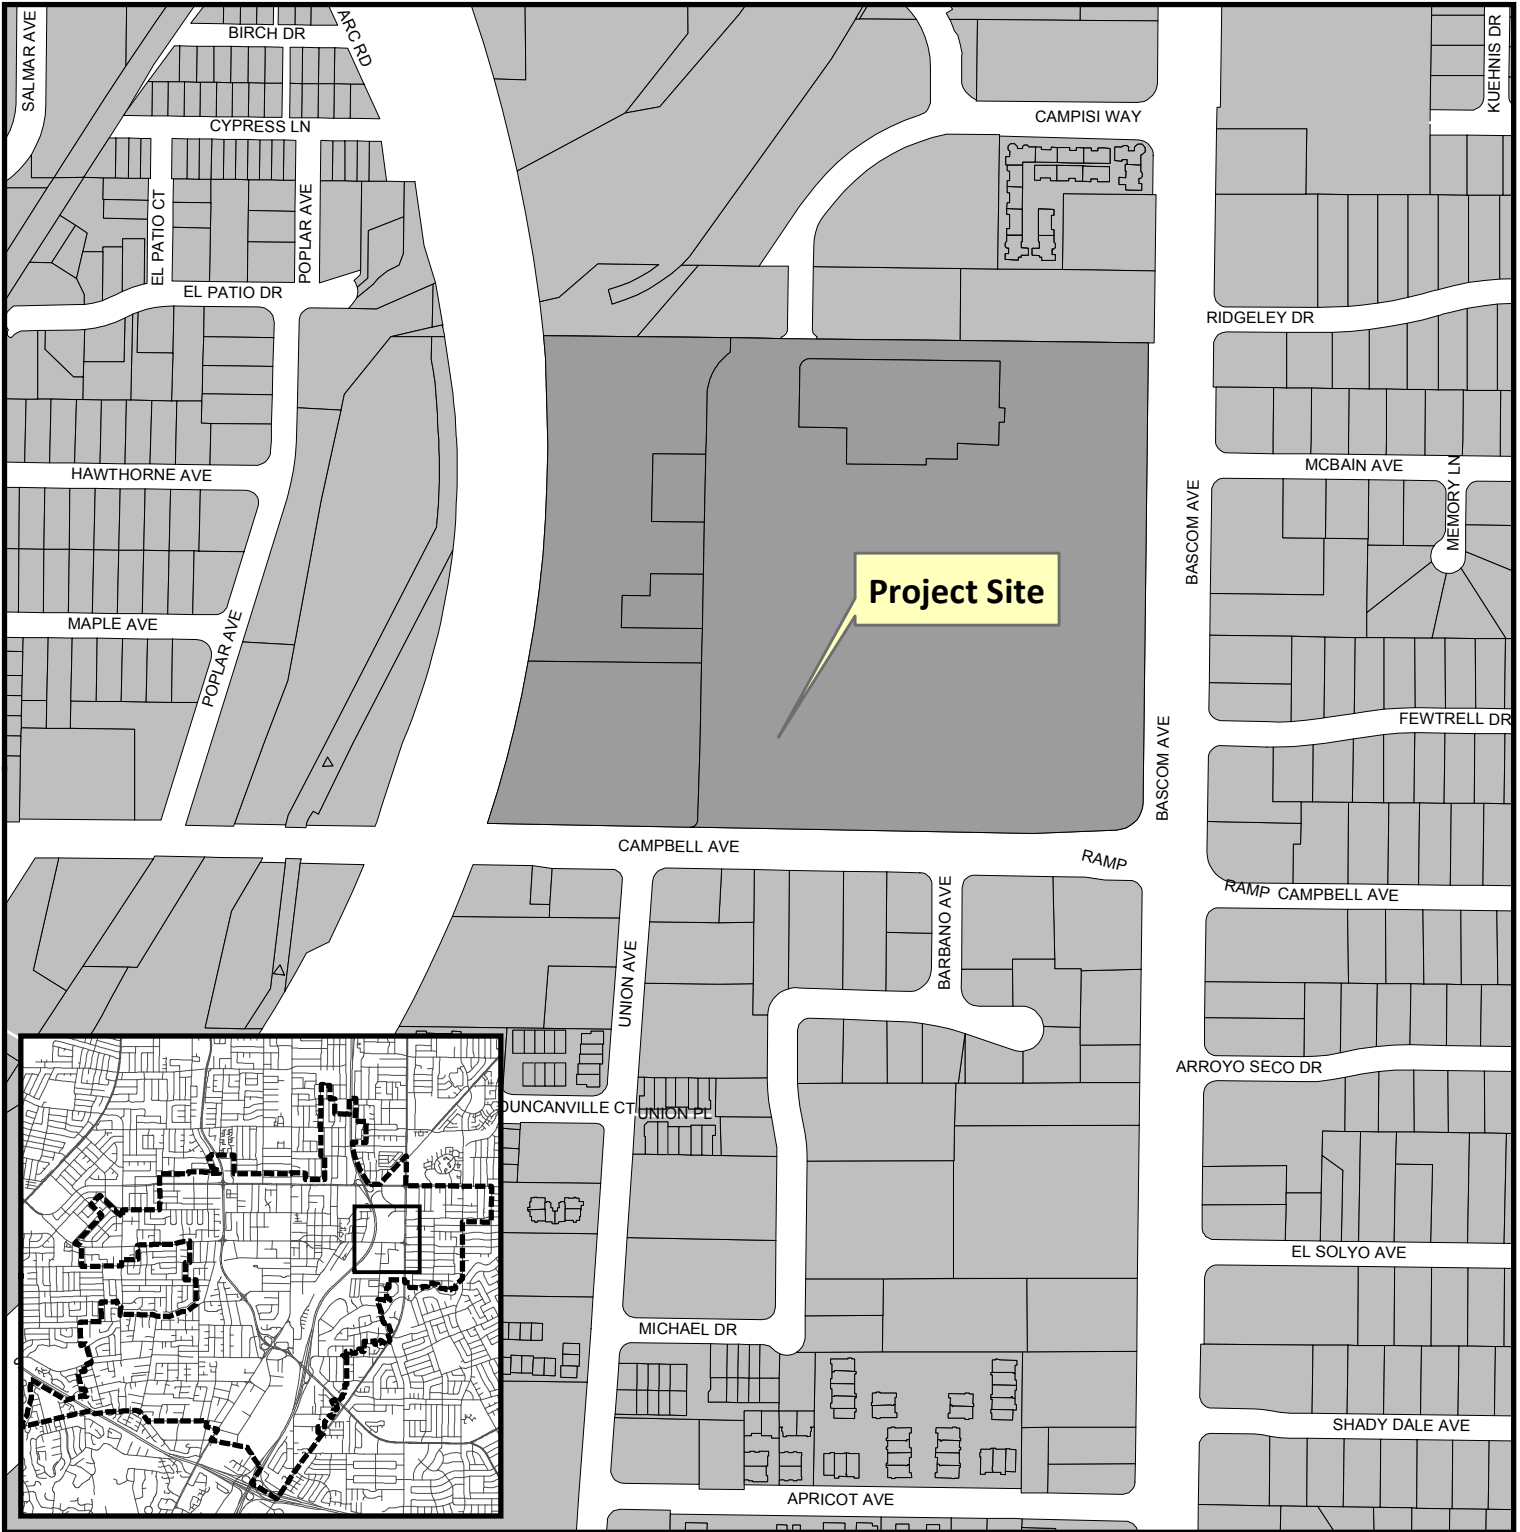 SALMAR AVE
BIRCH DR
ARC RD
KUEHNIS DR
CYPRESS LN
CAMPISI WAY
EL PATIO CT
POPLAR AVE
EL PATIO DR
RIDGELEY DR
HAWTHORNE AVE
MCBAIN AVE
MEMORY LN
BASCOM AVE
Project Site
MAPLE AVE
POPLAR AVE
FEWTRELL DR
BASCOM AVE
CAMPBELL AVE
RAMP
RAMP
CAMPBELL AVE
BARBANO AVE
UNION AVE
ARROYO SECO DR
DUNCANVILLE CT
UNION PL
EL SOLYO AVE
MICHAEL DR
SHADY DALE AVE
APRICOT AVE